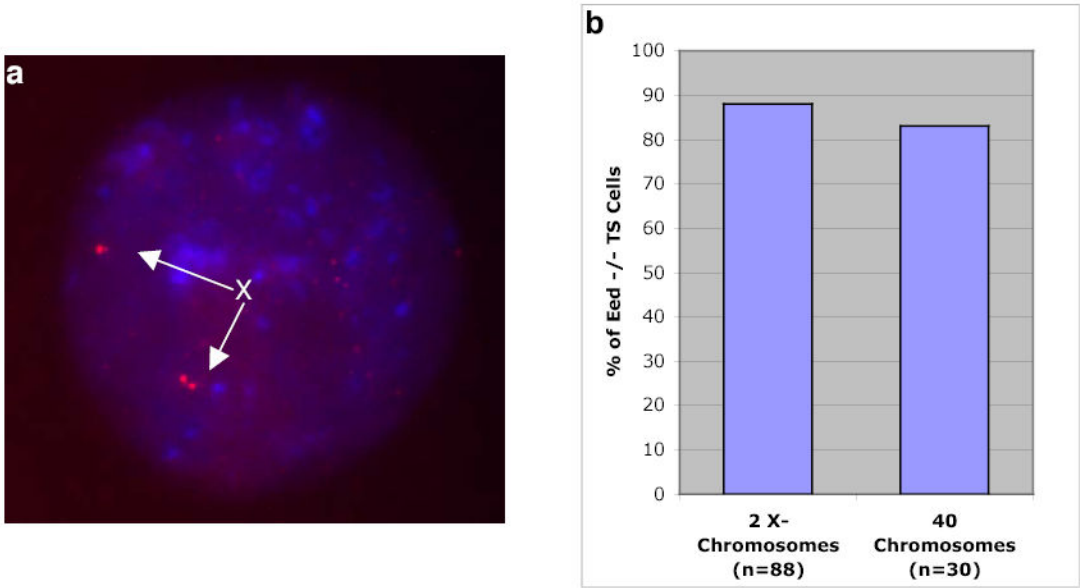 a
X
b
100
90
80
70
60
50
40
30
20
10
0
% of Eed -/- TS Cells
2 X-
Chromosomes
(n=88)
40
Chromosomes
(n=30)